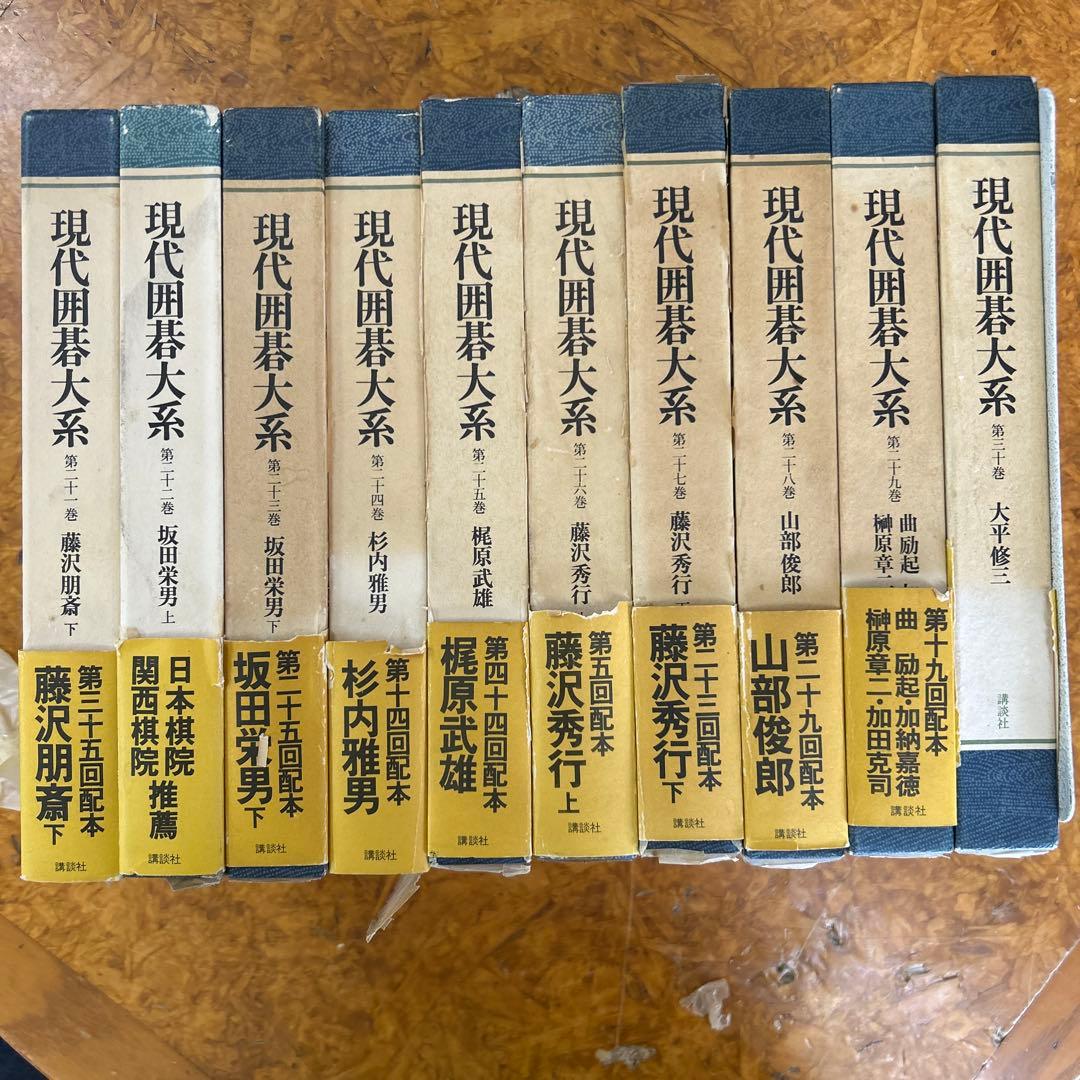 現代囲碁大系
第二十一巻
藤沢朋斎 下
第三十五回配本
藤沢朋斎 下
講談社
現代囲碁大系
第二十二巻
坂田栄男 上
日本棋院
関西棋院
推薦
講談社
現代囲碁大系
第二十三巻
坂田栄男 下
第二十五回配本
坂田栄男 下
講談社
現代囲碁大系
第二十四巻
杉内雅男
第十四回配本
杉内雅男
講談社
現代囲碁大系
第二十五巻
梶原武雄
第四十四回配本
梶原武雄
講談社
現代囲碁大系
第二十六巻
藤沢秀行
第五回配本
藤沢秀行 上
講談社
現代囲碁大系
第二十七巻
藤沢秀行
第二十三回配本
藤沢秀行 下
講談社
現代囲碁大系
第二十八巻
山部俊郎
第二十九回配本
山部俊郎
講談社
現代囲碁大系
第二十九巻
曲励起
榊原章二
第十九回配本
曲 励起・加納嘉徳
榊原章二・加田克司
講談社
現代囲碁大系
第三十巻
大平修三
講談社